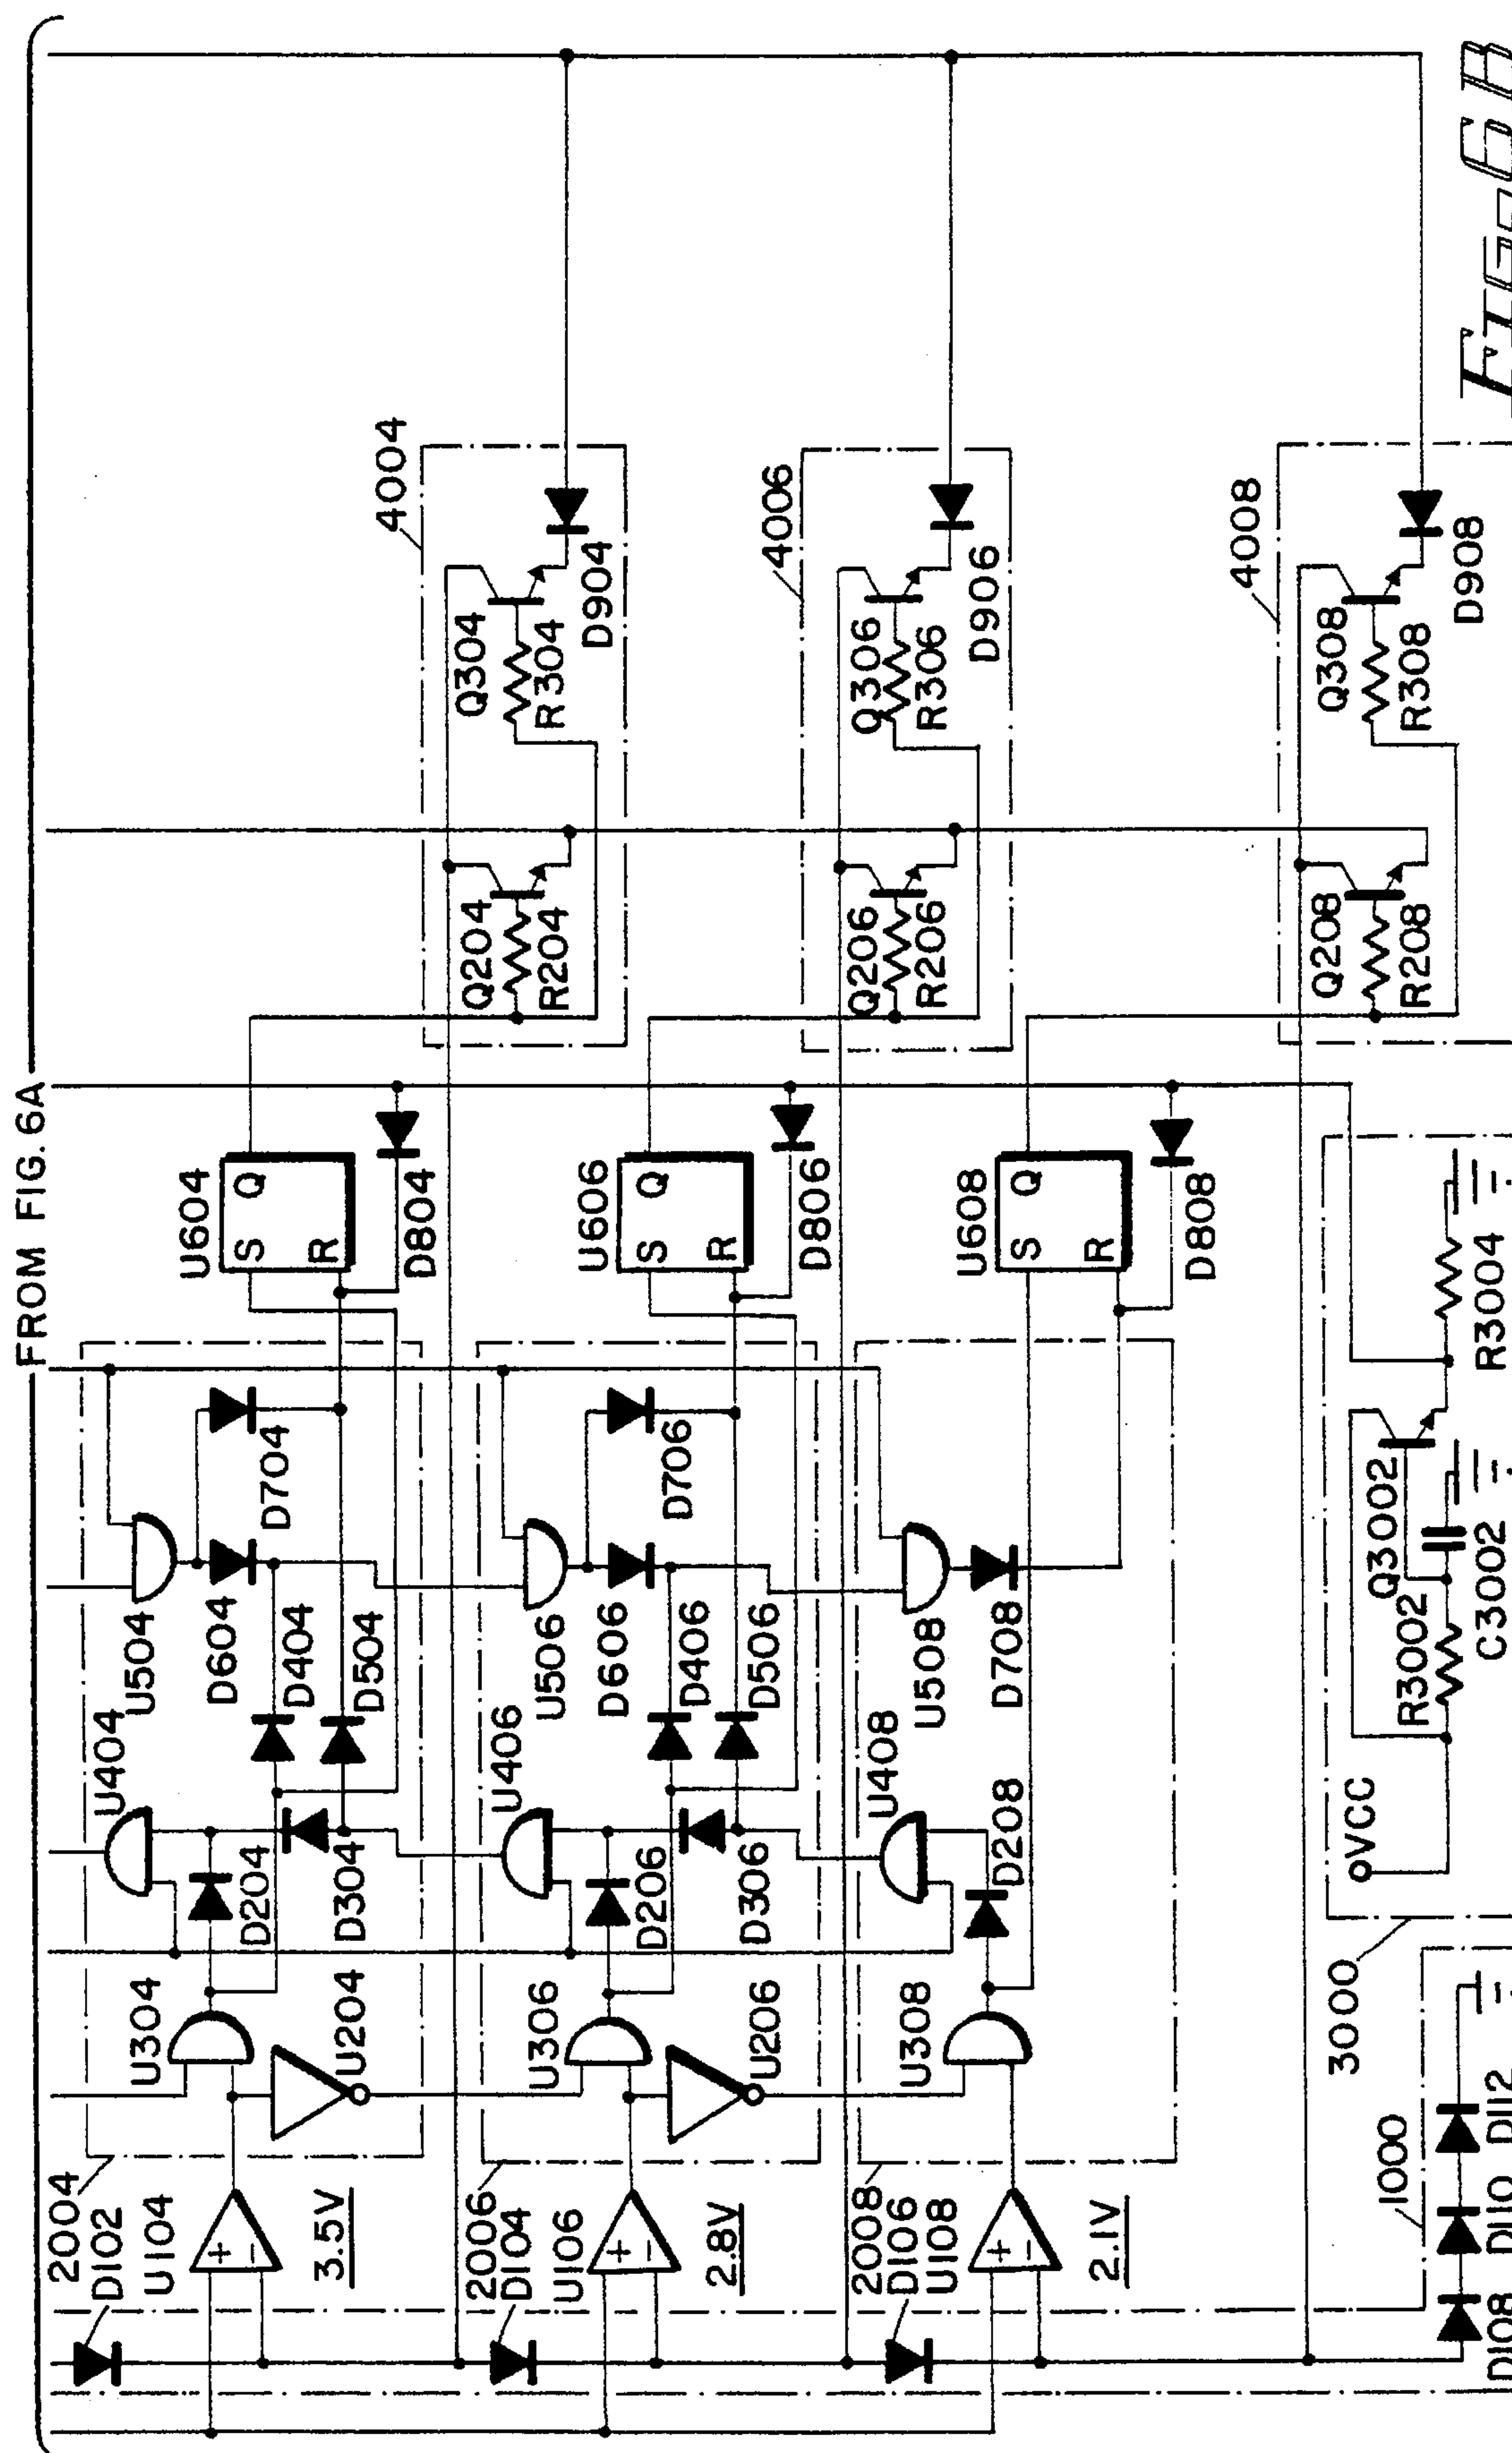 FROM FIG. 6A
4004
Q304
R304
D904
Q204
R204
4006
Q306
R306
D906
Q206
R206
4008
Q308
R308
D908
Q208
R208
U604
S
Q
R
D804
U606
S
Q
R
D806
U608
S
Q
R
D808
U504
D704
D604
D404
D504
U404
D204
D304
U304
U204
2004
D102
U104
+
−
3.5V
U506
D706
D606
D406
D506
U406
D206
D306
U306
U206
2006
D104
U106
+
−
2.8V
U508
D708
U408
D208
U308
2008
D106
U108
+
−
2.1V
R3004
Q3002
C3002
R3002
VCC
3000
1000
D108
D110
D112
Fig-6B